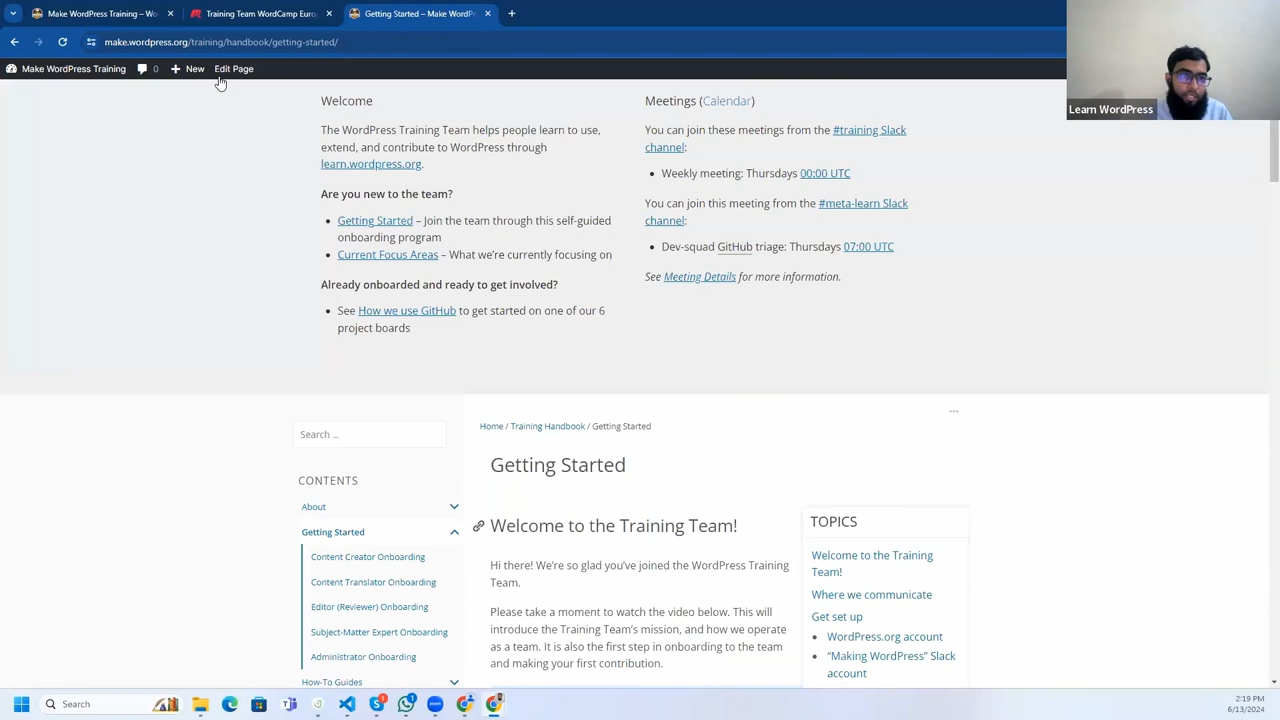 Make WordPress Training – Wo
Training Team WordCamp Euro
Getting Started – Make WordPr
make.wordpress.org/training/handbook/getting-started/
Make WordPress Training
0
New
Edit Page
Learn WordPress
Welcome
The WordPress Training Team helps people learn to use,
extend, and contribute to WordPress through
learn.wordpress.org.
Are you new to the team?
Getting Started – Join the team through this self-guided
onboarding program
Current Focus Areas – What we're currently focusing on
Already onboarded and ready to get involved?
See How we use GitHub to get started on one of our 6
project boards
Meetings (Calendar)
You can join these meetings from the #training Slack
channel:
Weekly meeting: Thursdays 00:00 UTC
You can join this meeting from the #meta-learn Slack
channel:
Dev-squad GitHub triage: Thursdays 07:00 UTC
See Meeting Details for more information.
Search ...
CONTENTS
About
Getting Started
Content Creator Onboarding
Content Translator Onboarding
Editor (Reviewer) Onboarding
Subject-Matter Expert Onboarding
Administrator Onboarding
How-To Guides
Home / Training Handbook / Getting Started
Getting Started
Welcome to the Training Team!
Hi there! We're so glad you've joined the WordPress Training
Team.
Please take a moment to watch the video below. This will
introduce the Training Team's mission, and how we operate
as a team. It is also the first step in onboarding to the team
and making your first contribution.
TOPICS
Welcome to the Training
Team!
Where we communicate
Get set up
WordPress.org account
"Making WordPress" Slack
account
Search
1
1
2:19 PM
6/13/2024